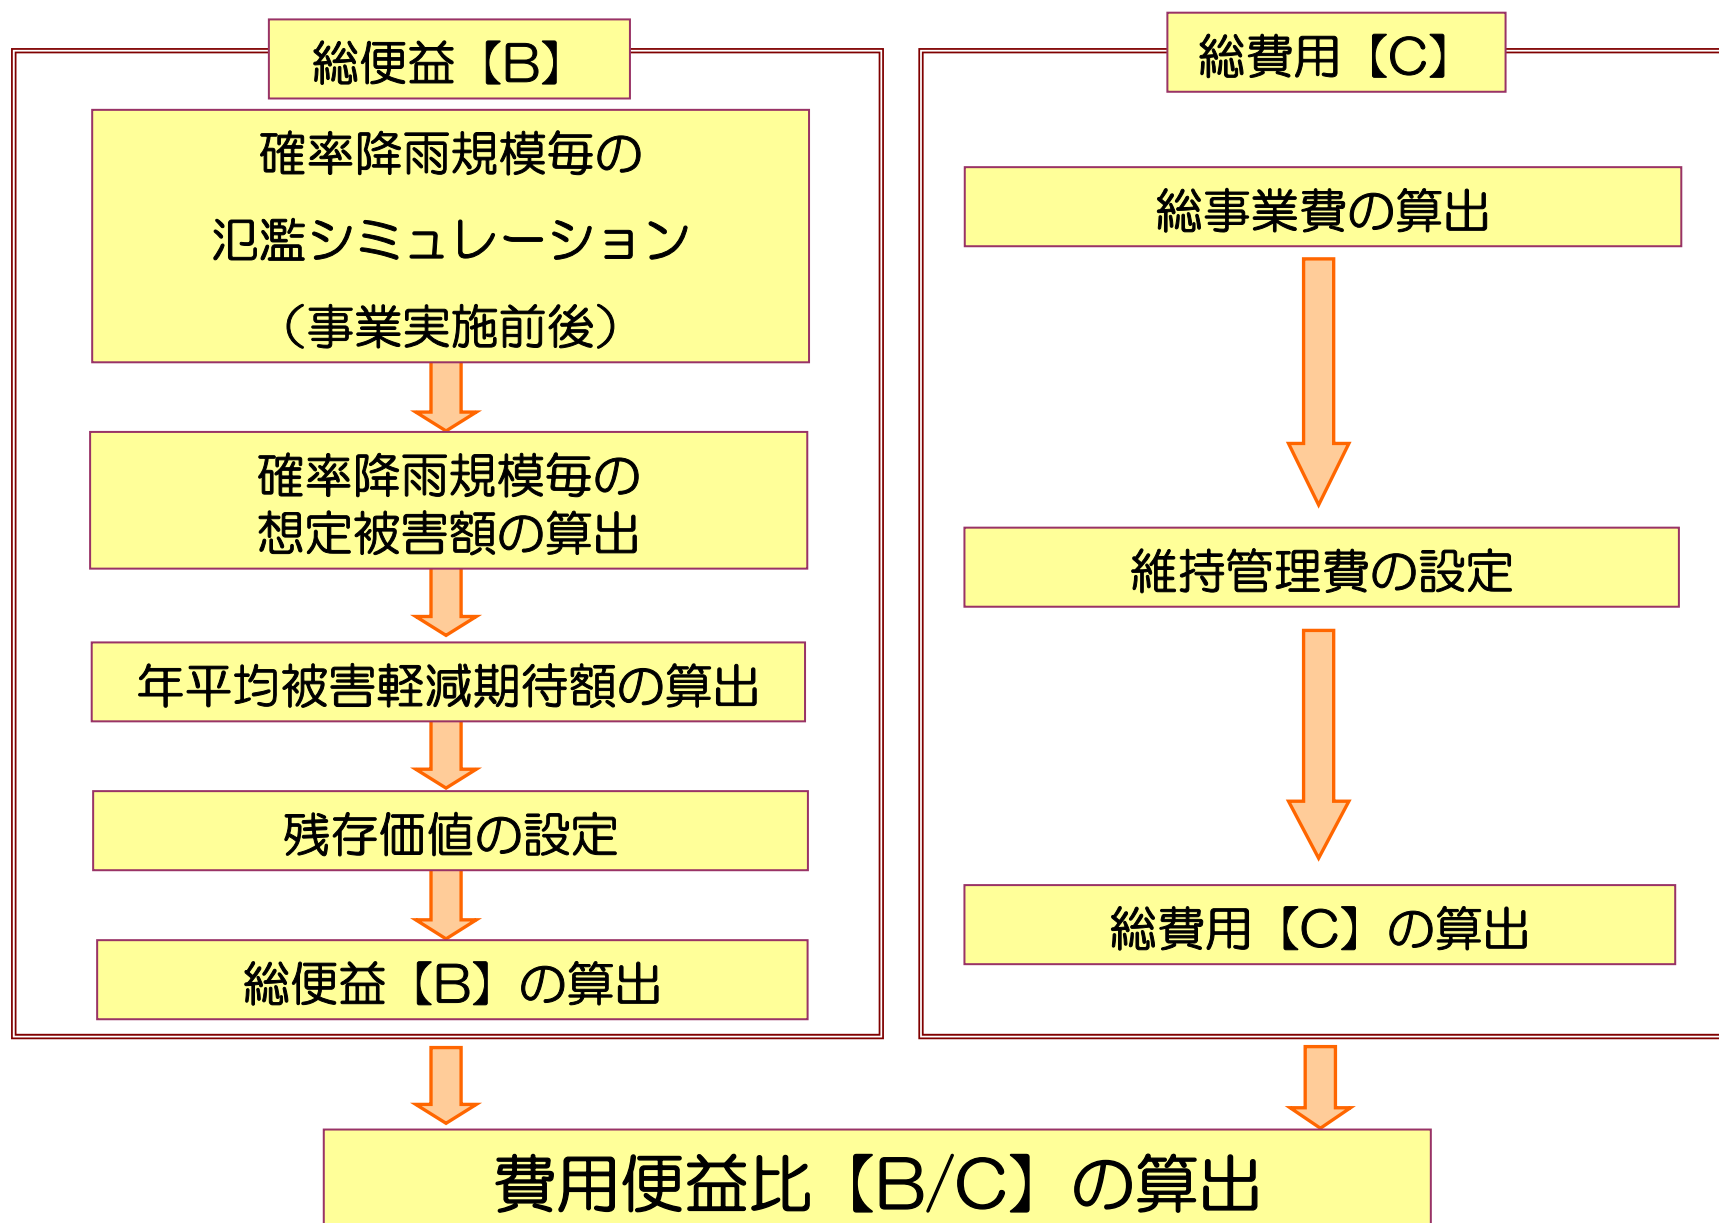 総便益【B】
確率降雨規模毎の
氾濫シミュレーション
（事業実施前後）
確率降雨規模毎の
想定被害額の算出
年平均被害軽減期待額の算出
残存価値の設定
総便益【B】の算出
総費用【C】
総事業費の算出
維持管理費の設定
総費用【C】の算出
費用便益比【B/C】の算出